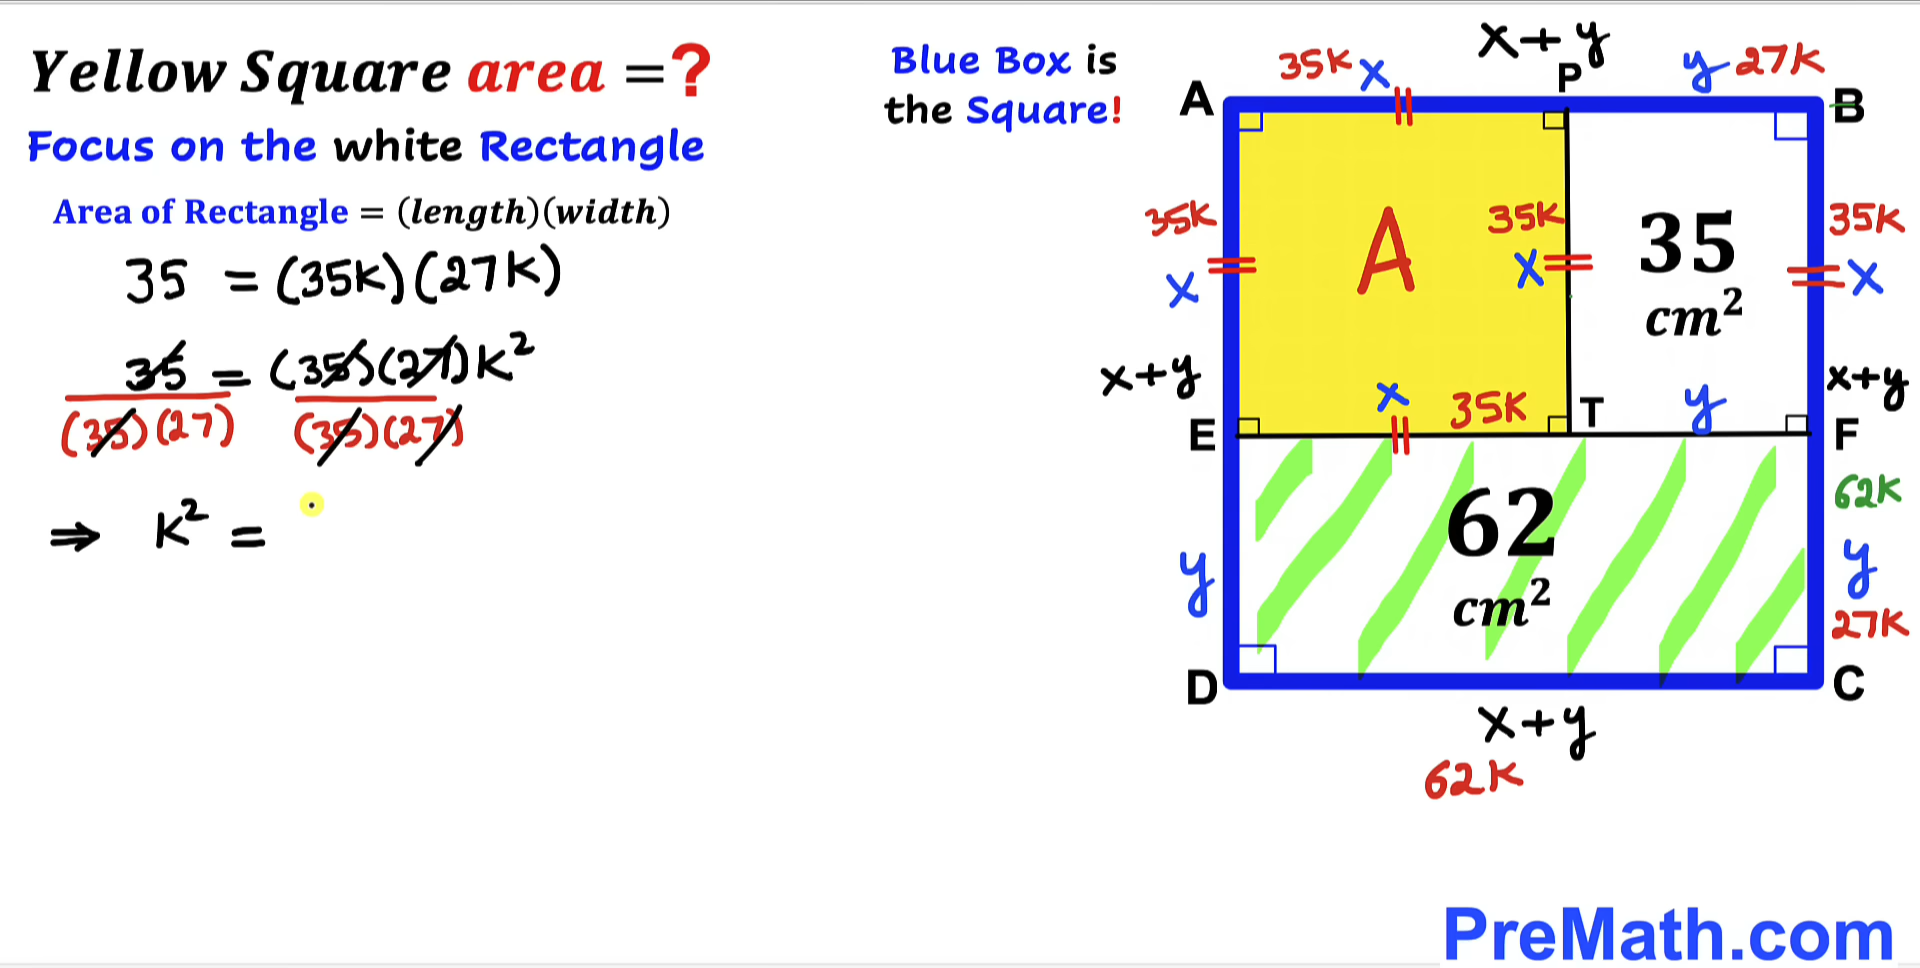 Yellow Square area =?
Focus on the white Rectangle
Area of Rectangle = (length)(width)
35 = (35K)(27K)
35 = (35)(27)K²
(35)(27) (35)(27)
⇒ K² =
Blue Box is
the Square!
x+y
35K x P y 27K
A B
35K A 35K 35 35K
x x cm² x
x+y x 35K T y x+y
E F
62 62K
y cm² y
27K
D C
x+y
62K
PreMath.com